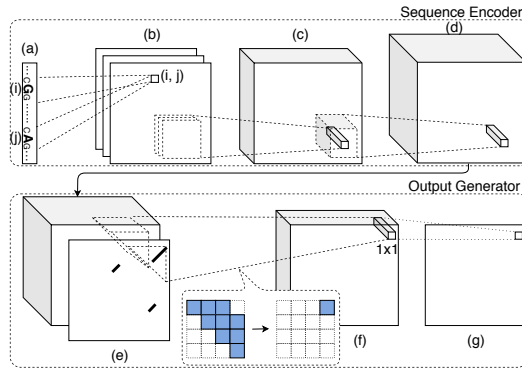 Sequence Encoder
(a)
(b)
(c)
(d)
(i)
C G G
(i, j)
(j)
C A G
Output Generator
1x1
(e)
(f)
(g)